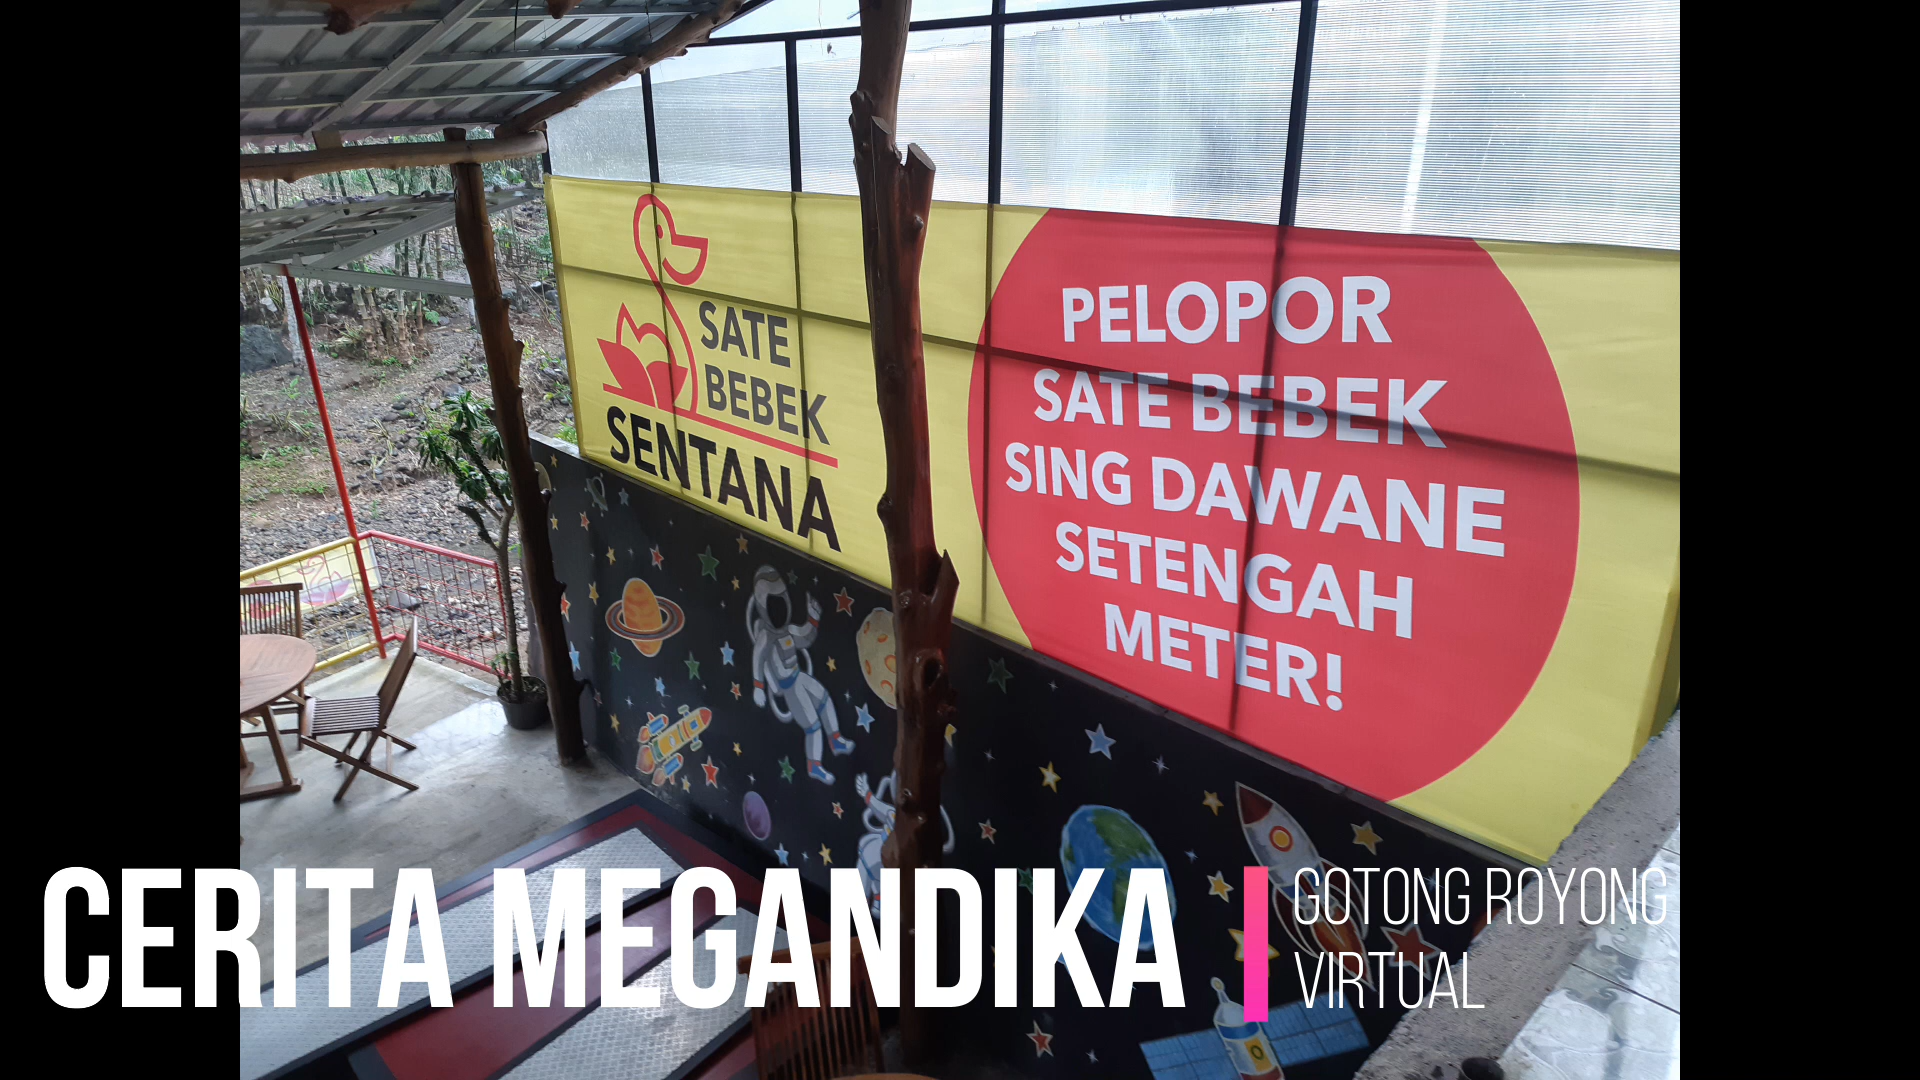 SATE
BEBEK
SENTANA
PELOPOR
SATE BEBEK
SING DAWANE
SETENGAH
METER!
CERITA MEGANDIKA
GOTONG ROYONG
VIRTUAL